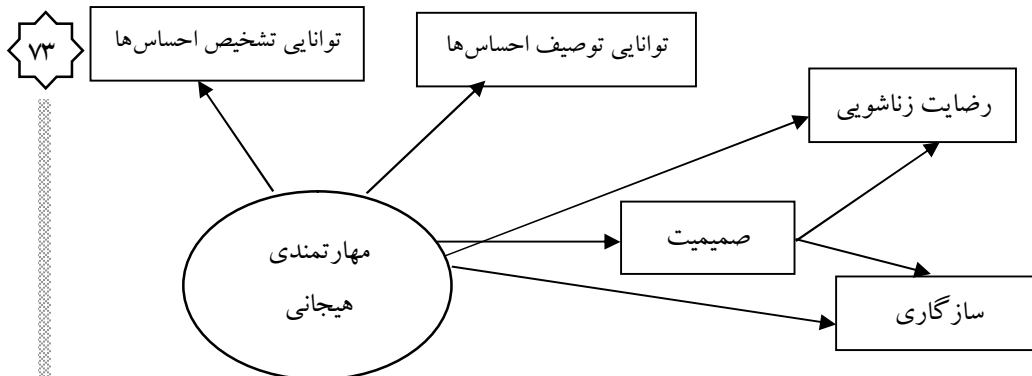 ۷۳
توانایی تشخیص احساس‌ها
توانایی توصیف احساس‌ها
رضایت زناشویی
صمیمیت
مهارتمندی
هیجانی
سازگاری